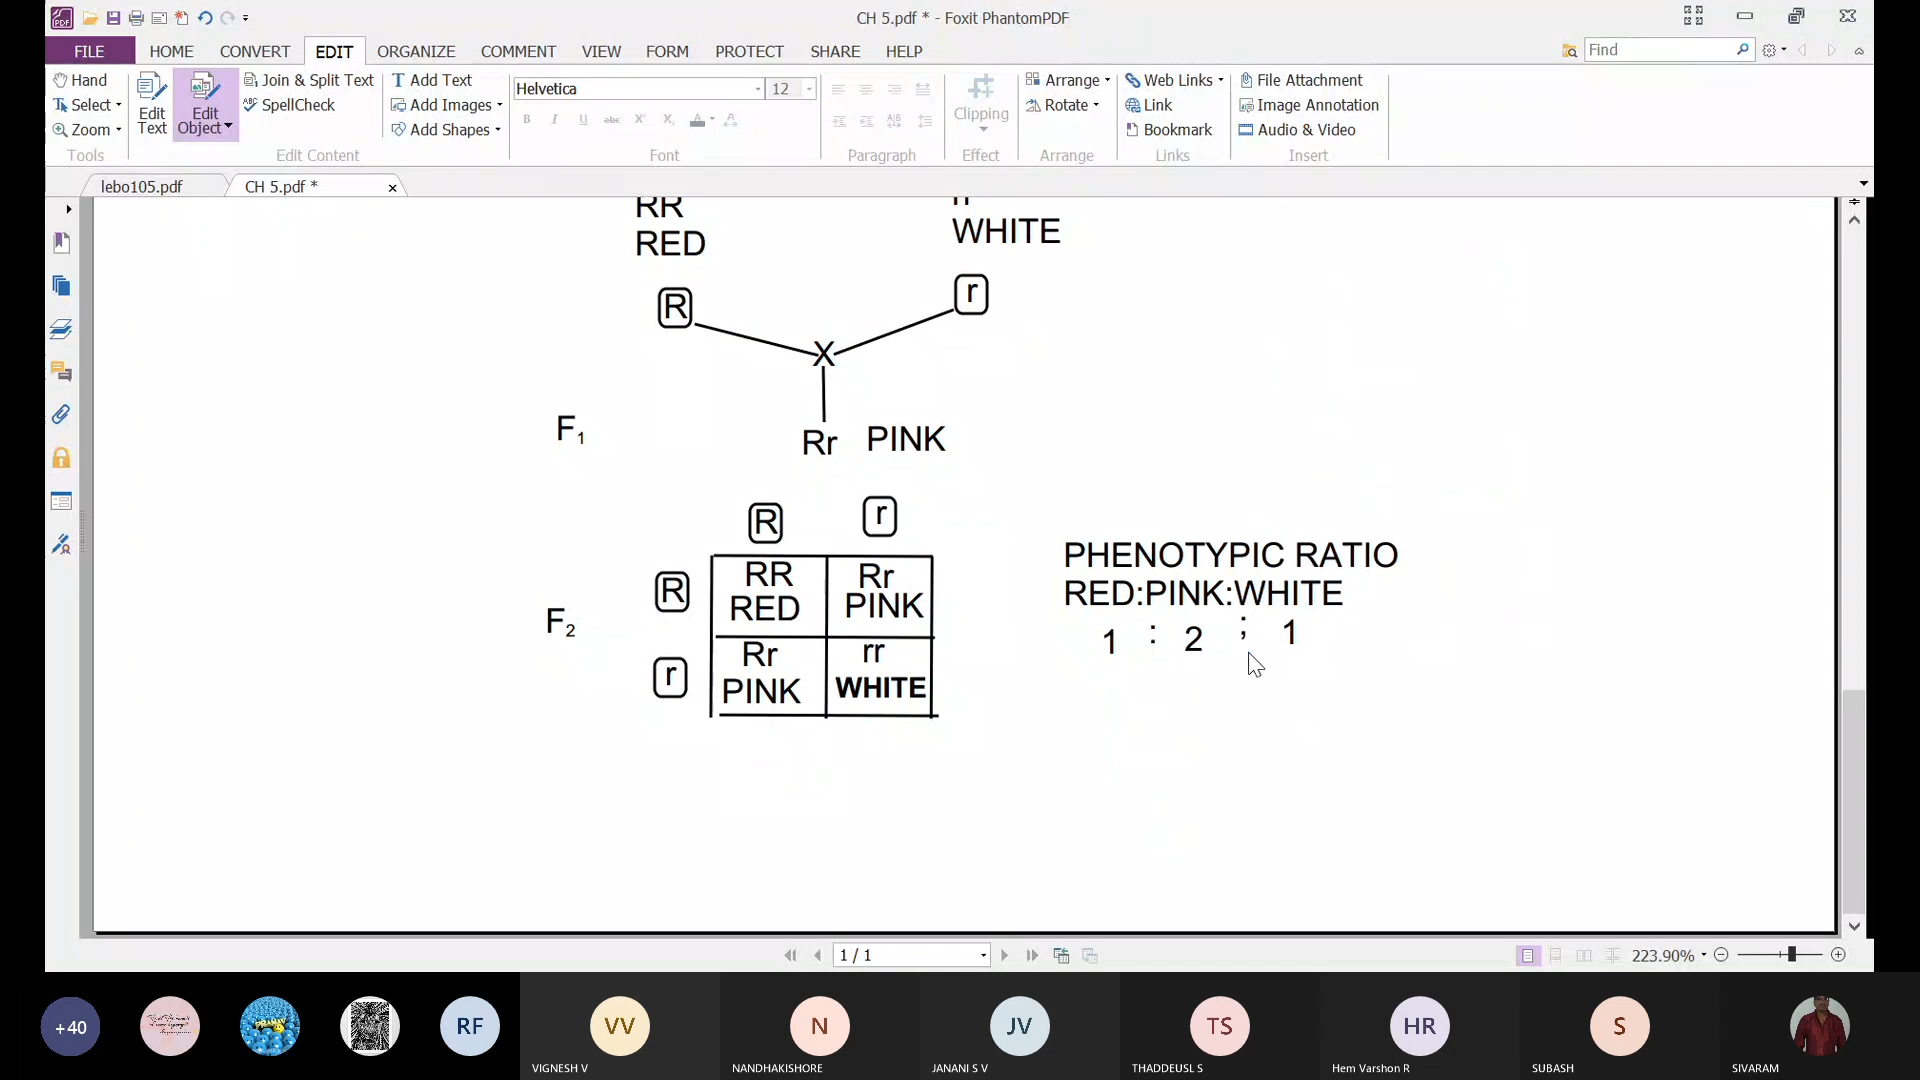 CH 5.pdf * - Foxit PhantomPDF
FILE HOME CONVERT EDIT ORGANIZE COMMENT VIEW FORM PROTECT SHARE HELP
Find
Hand
Select
Zoom
Tools
Edit Text
Edit Object
Join & Split Text
SpellCheck
Edit Content
Add Text
Add Images
Add Shapes
Helvetica 12
Font
Paragraph
Clipping
Effect
Arrange
Rotate
Arrange
Web Links
Link
Bookmark
Links
File Attachment
Image Annotation
Audio & Video
Insert
lebo105.pdf CH 5.pdf *
RR
RED
WHITE
R r
X
F1 Rr PINK
R r
R RR Rr
RED PINK
F2
r Rr rr
PINK WHITE
PHENOTYPIC RATIO
RED:PINK:WHITE
1 : 2 ; 1
1 / 1
223.90%
+40 RF VV N JV TS HR S
VIGNESH V NANDHAKISHORE JANANI S V THADDEUSL S Hem Varshon R SUBASH SIVARAM